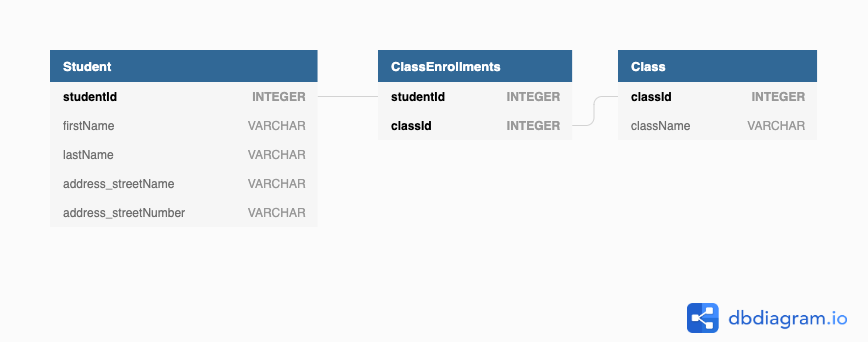 Student
studentId INTEGER
firstName VARCHAR
lastName VARCHAR
address_streetName VARCHAR
address_streetNumber VARCHAR
ClassEnrollments
studentId INTEGER
classId INTEGER
Class
classId INTEGER
className VARCHAR
dbdiagram.io